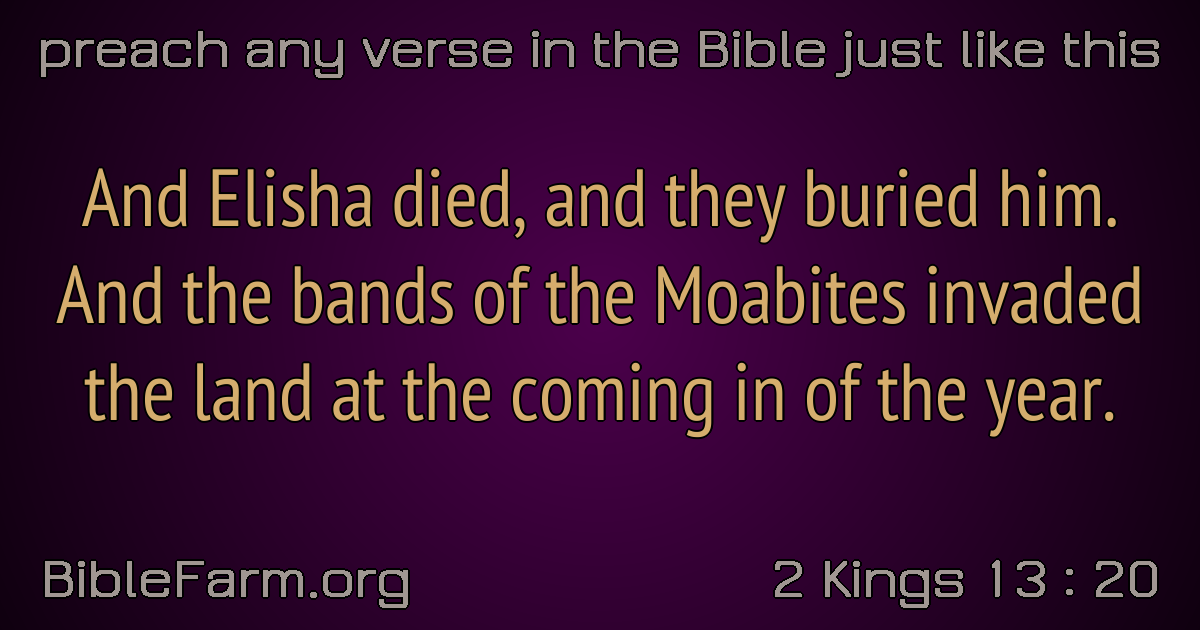 preach any verse in the Bible just like this
And Elisha died, and they buried him.
And the bands of the Moabites invaded
the land at the coming in of the year.
BibleFarm.org
2 Kings 13 : 20